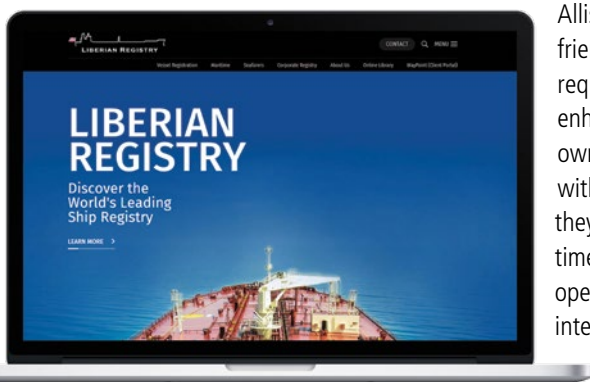 LIBERIAN REGISTRY
CONTACT
MENU
Vessel Registration Maritime Seafarers Corporate Registry About Us Online Library WayPoint (Client Portal)
LIBERIAN
REGISTRY
Discover the
World's Leading
Ship Registry
LEARN MORE >
Allis
frie
req
enh
own
with
they
time
ope
inte